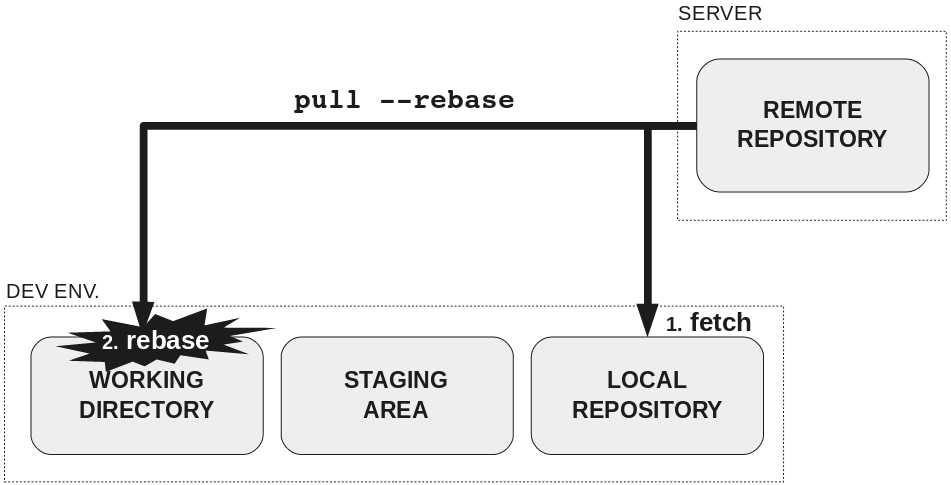 SERVER
pull --rebase
REMOTE
REPOSITORY
DEV ENV.
1. fetch
2. rebase
WORKING
DIRECTORY
STAGING
AREA
LOCAL
REPOSITORY